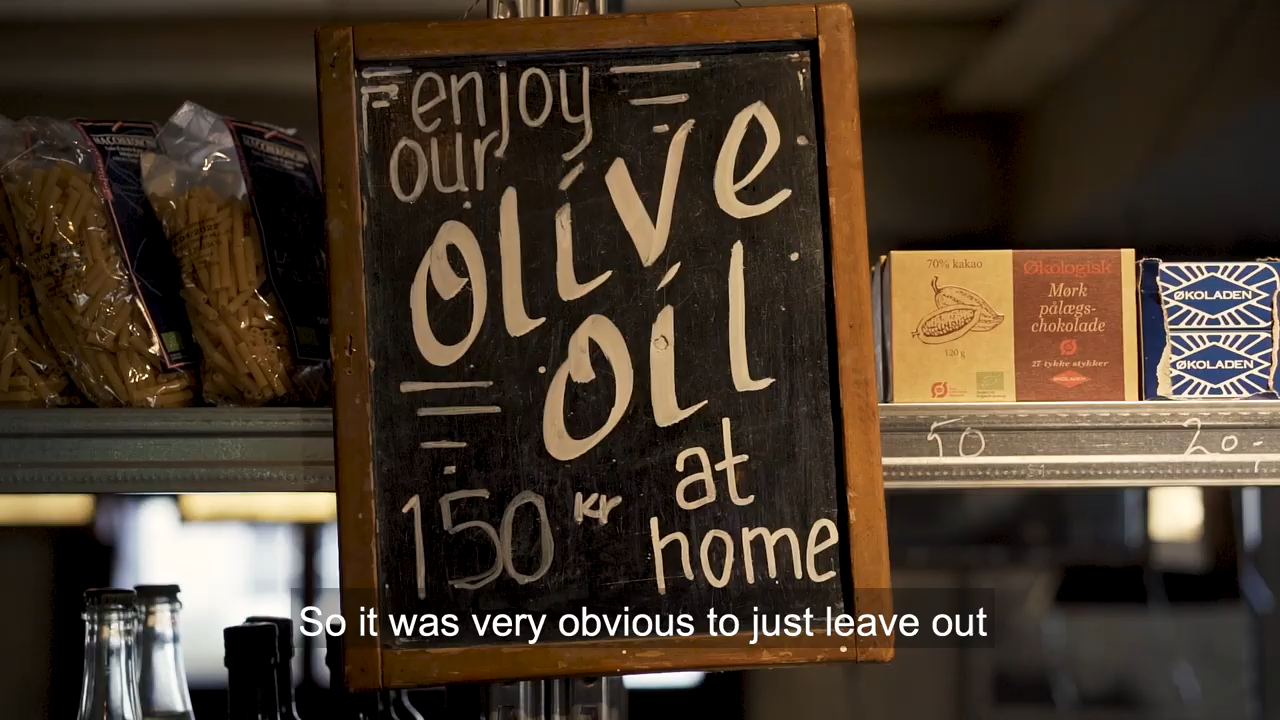 enjoy
our
olive
oil
at
home
150 kr
70% kakao
120 g
Økologisk
Mørk
pålægs-
chokolade
27 tykke stykker
ØKOLADEN
ØKOLADEN
50
20-
So it was very obvious to just leave out